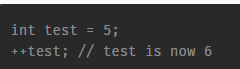 int test = 5;
++test; // test is now 6